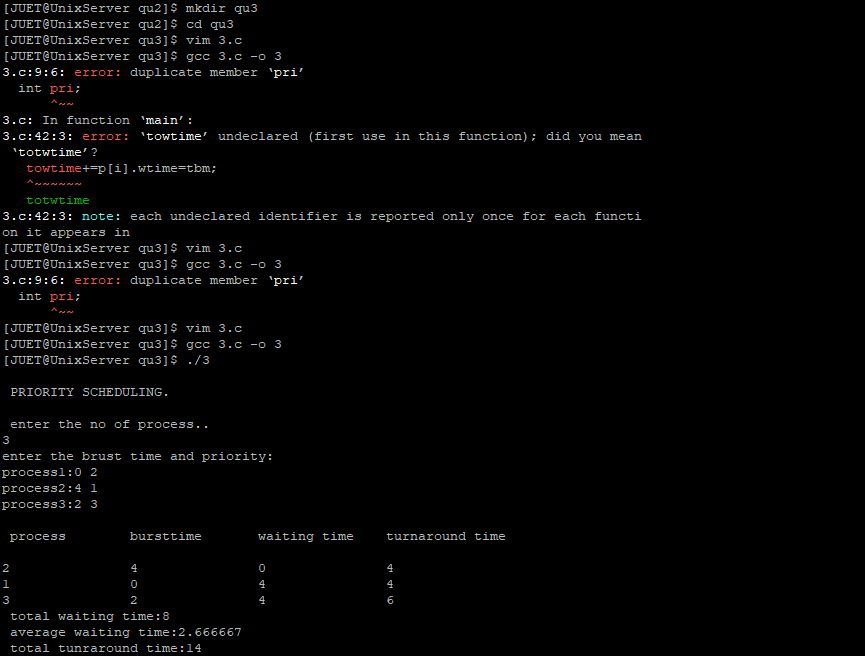 [JUET@UnixServer qu2]$ mkdir qu3
[JUET@UnixServer qu2]$ cd qu3
[JUET@UnixServer qu3]$ vim 3.c
[JUET@UnixServer qu3]$ gcc 3.c -o 3
3.c:9:6: error: duplicate member ‘pri’
  int pri;
      ^~~
3.c: In function ‘main’:
3.c:42:3: error: ‘towtime’ undeclared (first use in this function); did you mean
 ‘totwtime’?
   towtime+=p[i].wtime=tbm;
   ^~~~~~~
   totwtime
3.c:42:3: note: each undeclared identifier is reported only once for each functi
on it appears in
[JUET@UnixServer qu3]$ vim 3.c
[JUET@UnixServer qu3]$ gcc 3.c -o 3
3.c:9:6: error: duplicate member ‘pri’
  int pri;
      ^~~
[JUET@UnixServer qu3]$ vim 3.c
[JUET@UnixServer qu3]$ gcc 3.c -o 3
[JUET@UnixServer qu3]$ ./3
 PRIORITY SCHEDULING.
 enter the no of process..
3
enter the brust time and priority:
process1:0 2
process2:4 1
process3:2 3
 process        bursttime       waiting time    turnaround time
2               4               0               4
1               0               4               4
3               2               4               6
 total waiting time:8
 average waiting time:2.666667
 total tunraround time:14